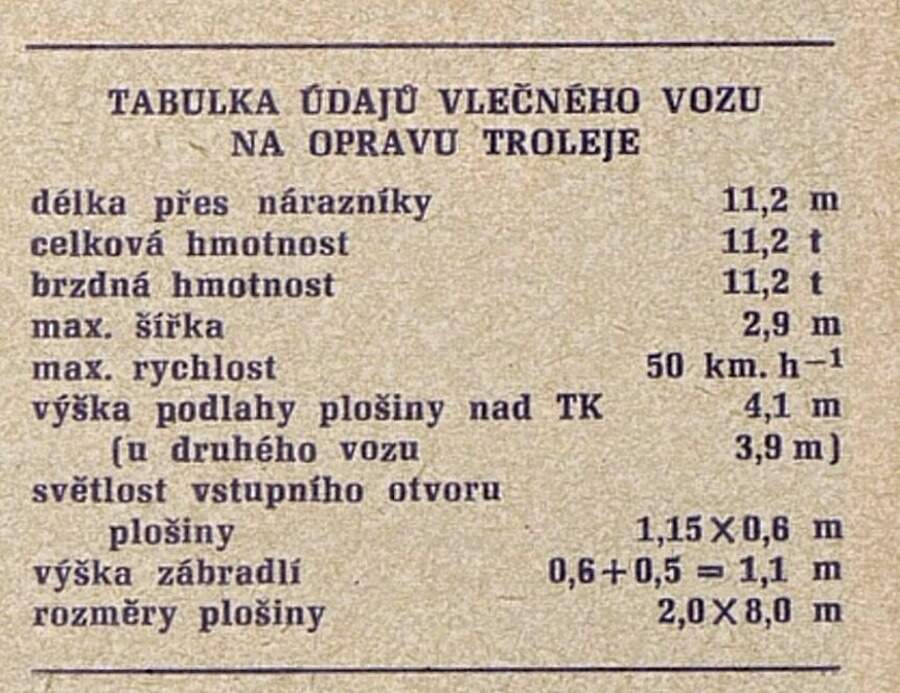 TABULKA ÚDAJŮ VLEČNÉHO VOZU
NA OPRAVU TROLEJE
délka přes nárazníky 11,2 m
celková hmotnost 11,2 t
brzdná hmotnost 11,2 t
max. šířka 2,9 m
max. rychlost 50 km. h⁻¹
výška podlahy plošiny nad TK 4,1 m
(u druhého vozu 3,9 m)
světlost vstupního otvoru
plošiny 1,15×0,6 m
výška zábradlí 0,6+0,5 = 1,1 m
rozměry plošiny 2,0×8,0 m